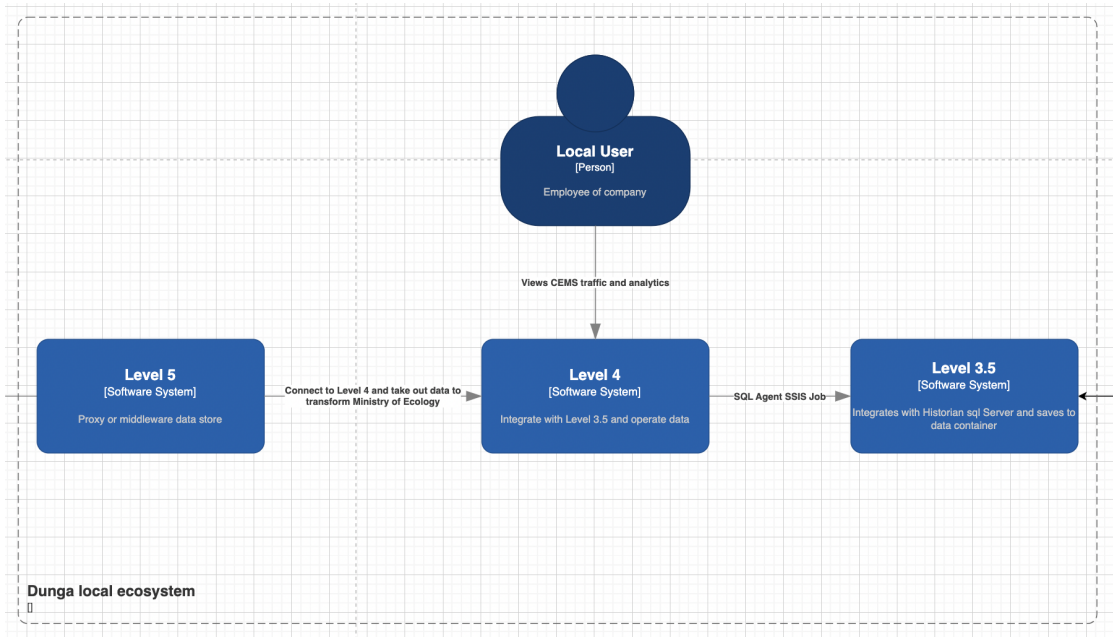 Local User
[Person]
Employee of company
Views CEMS traffic and analytics
Level 5
[Software System]
Proxy or middleware data store
Connect to Level 4 and take out data to
transform Ministry of Ecology
Level 4
[Software System]
Integrate with Level 3.5 and operate data
SQL Agent SSIS Job
Level 3.5
[Software System]
Integrates with Historian sql Server and saves to
data container
Dunga local ecosystem
[]